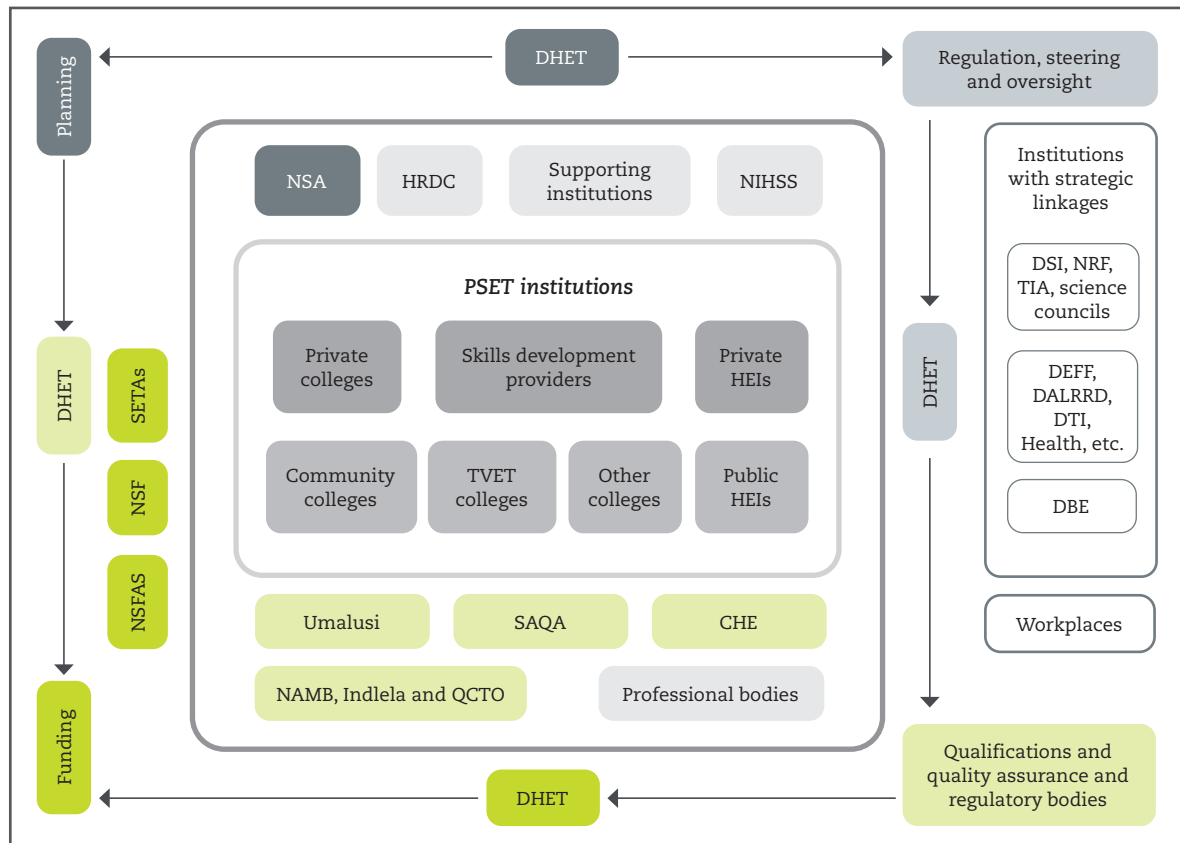 DHET
Planning
Regulation, steering
and oversight
NSA
HRDC
Supporting
institutions
NIHSS
Institutions
with strategic
linkages
DSI, NRF,
TIA, science
councils
DEFF,
DALRRD,
DTI,
Health, etc.
DBE
Workplaces
PSET institutions
Private
colleges
Skills development
providers
Private
HEIs
Community
colleges
TVET
colleges
Other
colleges
Public
HEIs
DHET
SETAs
NSF
NSFAS
DHET
Umalusi
SAQA
CHE
NAMB, Indlela and QCTO
Professional bodies
Funding
DHET
Qualifications and
quality assurance and
regulatory bodies